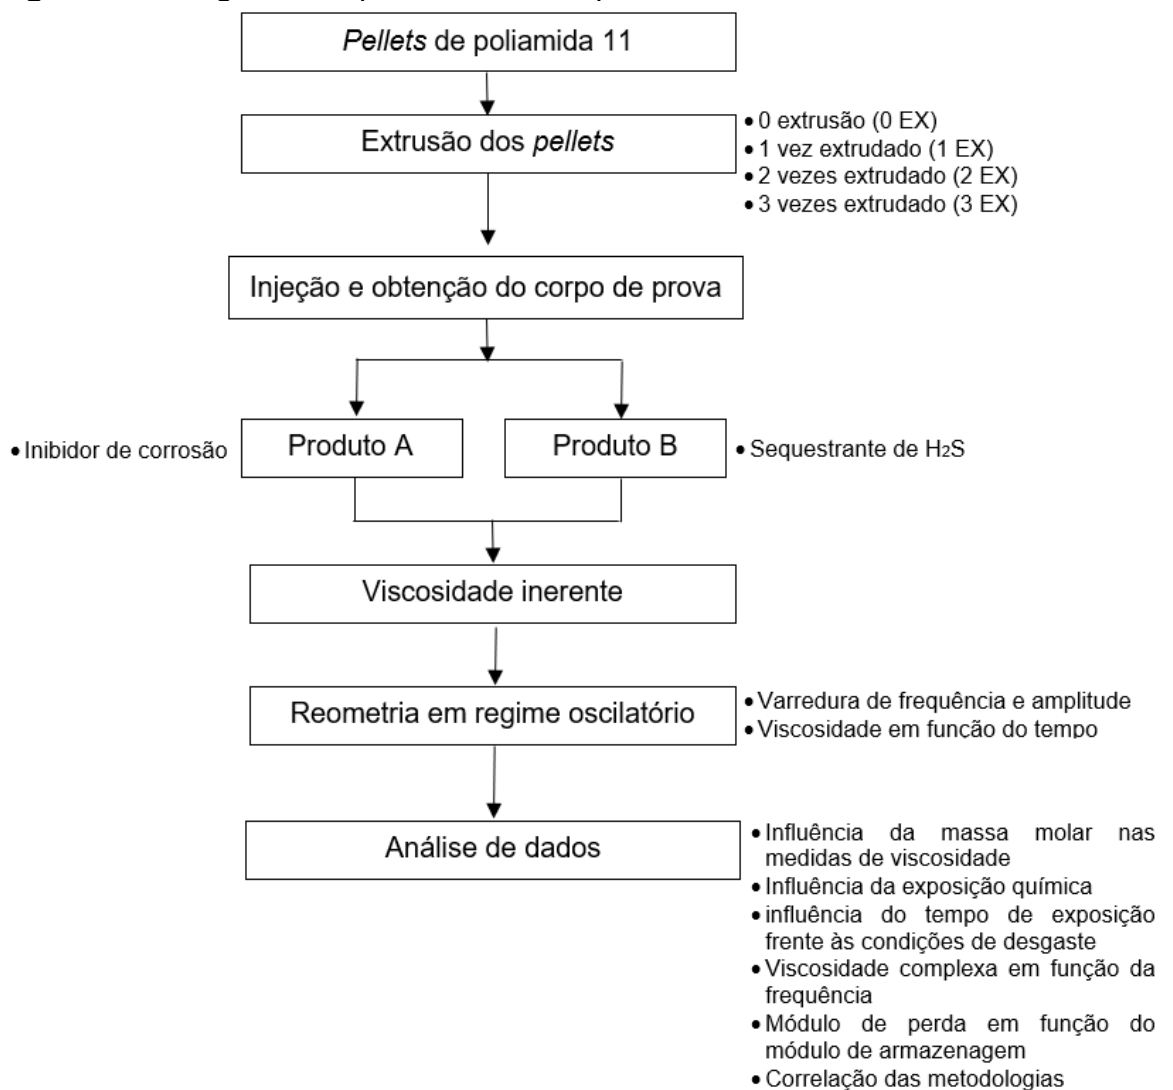 Pellets de poliamida 11
Extrusão dos pellets
• 0 extrusão (0 EX)
• 1 vez extrudado (1 EX)
• 2 vezes extrudado (2 EX)
• 3 vezes extrudado (3 EX)
Injeção e obtenção do corpo de prova
• Inibidor de corrosão
Produto A
Produto B
• Sequestrante de H2S
Viscosidade inerente
Reometria em regime oscilatório
• Varredura de frequência e amplitude
• Viscosidade em função do tempo
Análise de dados
• Influência da massa molar nas
medidas de viscosidade
• Influência da exposição química
• influência do tempo de exposição
frente às condições de desgaste
• Viscosidade complexa em função da
frequência
• Módulo de perda em função do
módulo de armazenagem
• Correlação das metodologias